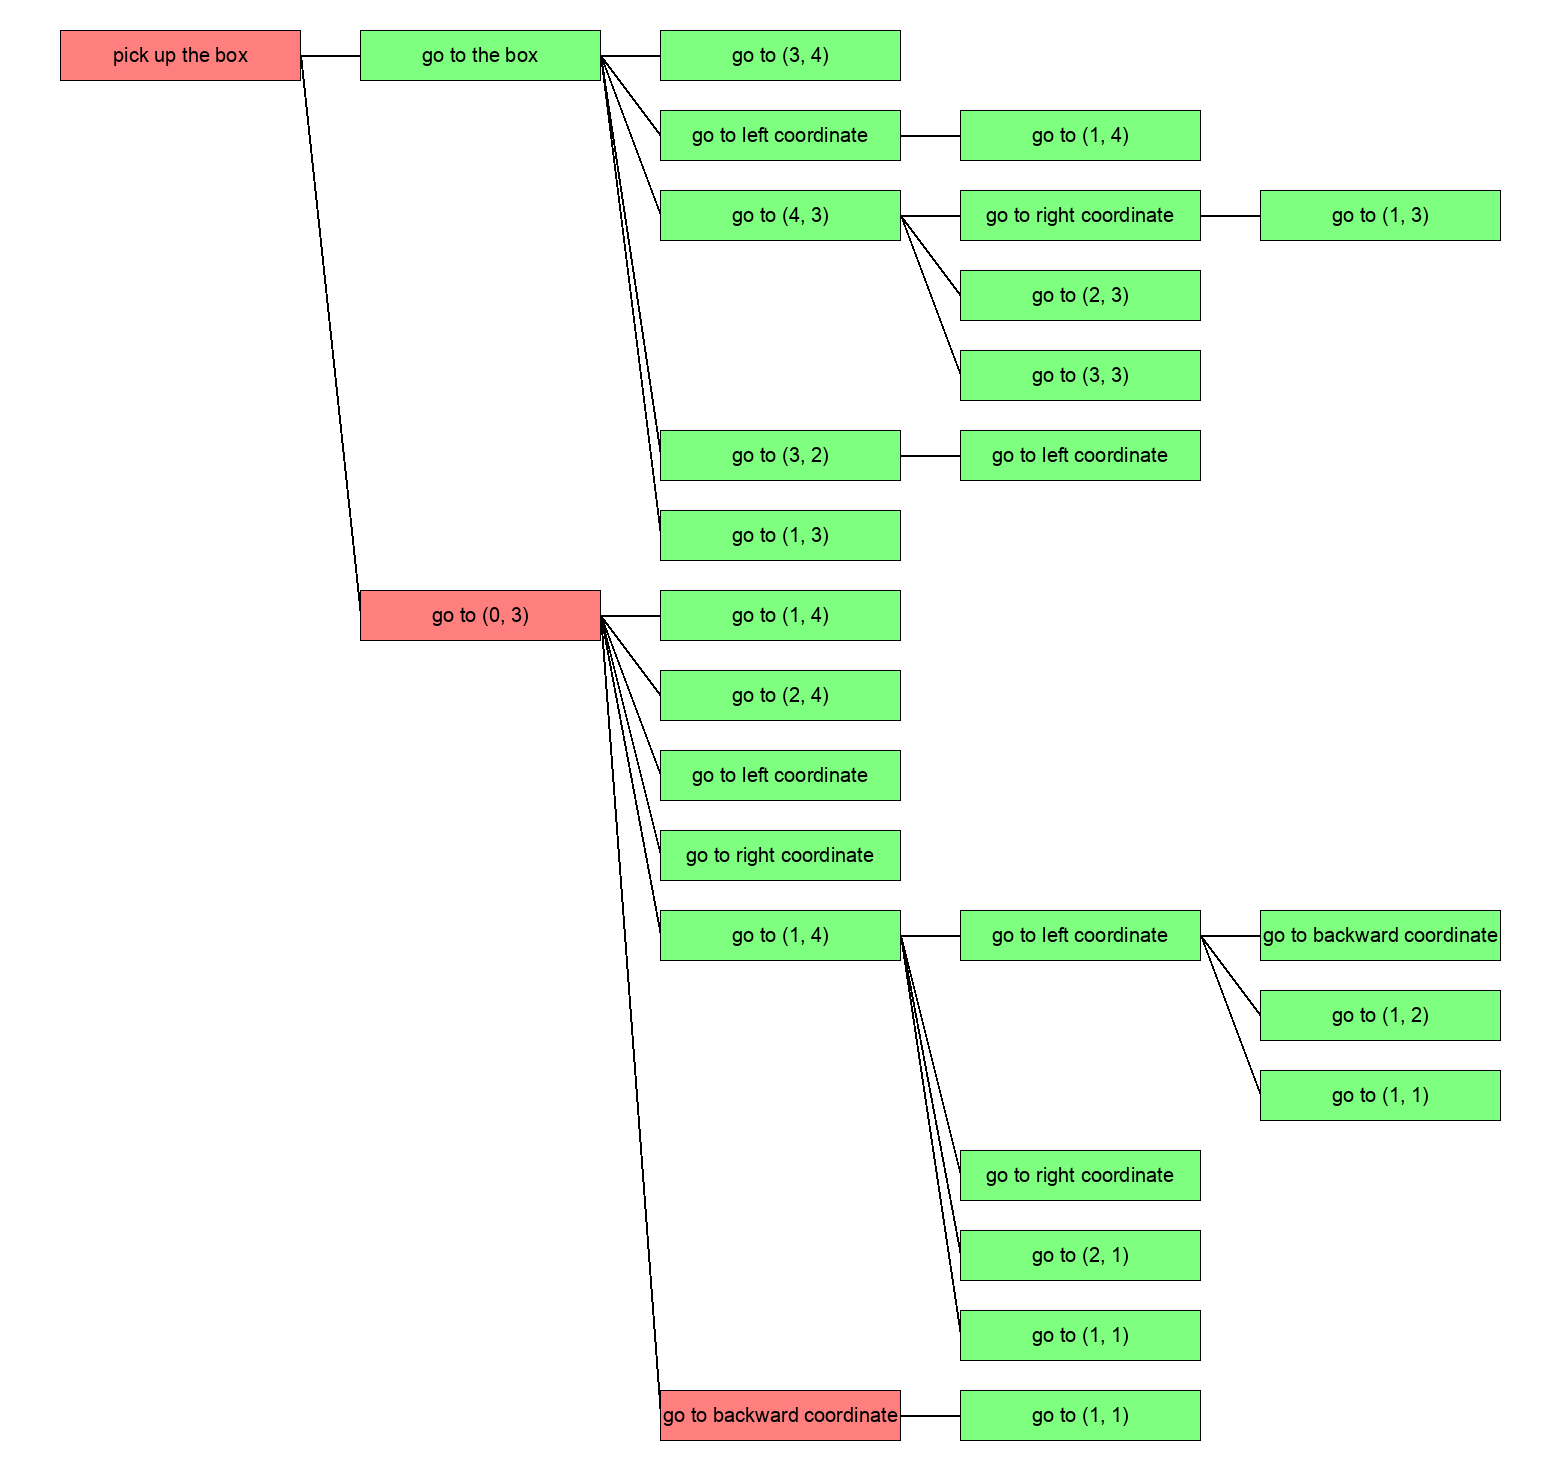 pick up the box
go to the box
go to (3, 4)
go to left coordinate
go to (1, 4)
go to (4, 3)
go to right coordinate
go to (1, 3)
go to (2, 3)
go to (3, 3)
go to (3, 2)
go to left coordinate
go to (1, 3)
go to (0, 3)
go to (1, 4)
go to (2, 4)
go to left coordinate
go to right coordinate
go to (1, 4)
go to left coordinate
go to backward coordinate
go to (1, 2)
go to (1, 1)
go to right coordinate
go to (2, 1)
go to (1, 1)
go to backward coordinate
go to (1, 1)